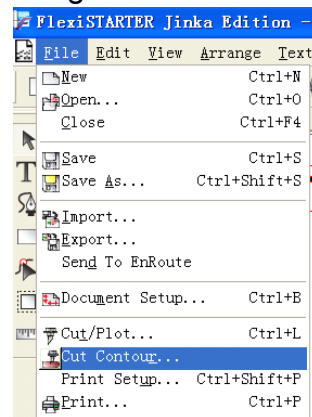 FlexiSTARTER Jinka Edition -
File Edit View Arrange Text
New Ctrl+N
Open... Ctrl+O
Close Ctrl+F4
Save Ctrl+S
Save As... Ctrl+Shift+S
Import...
Export...
Send To EnRoute
Document Setup... Ctrl+B
Cut/Plot... Ctrl+L
Cut Contour...
Print Setup... Ctrl+Shift+P
Print... Ctrl+P